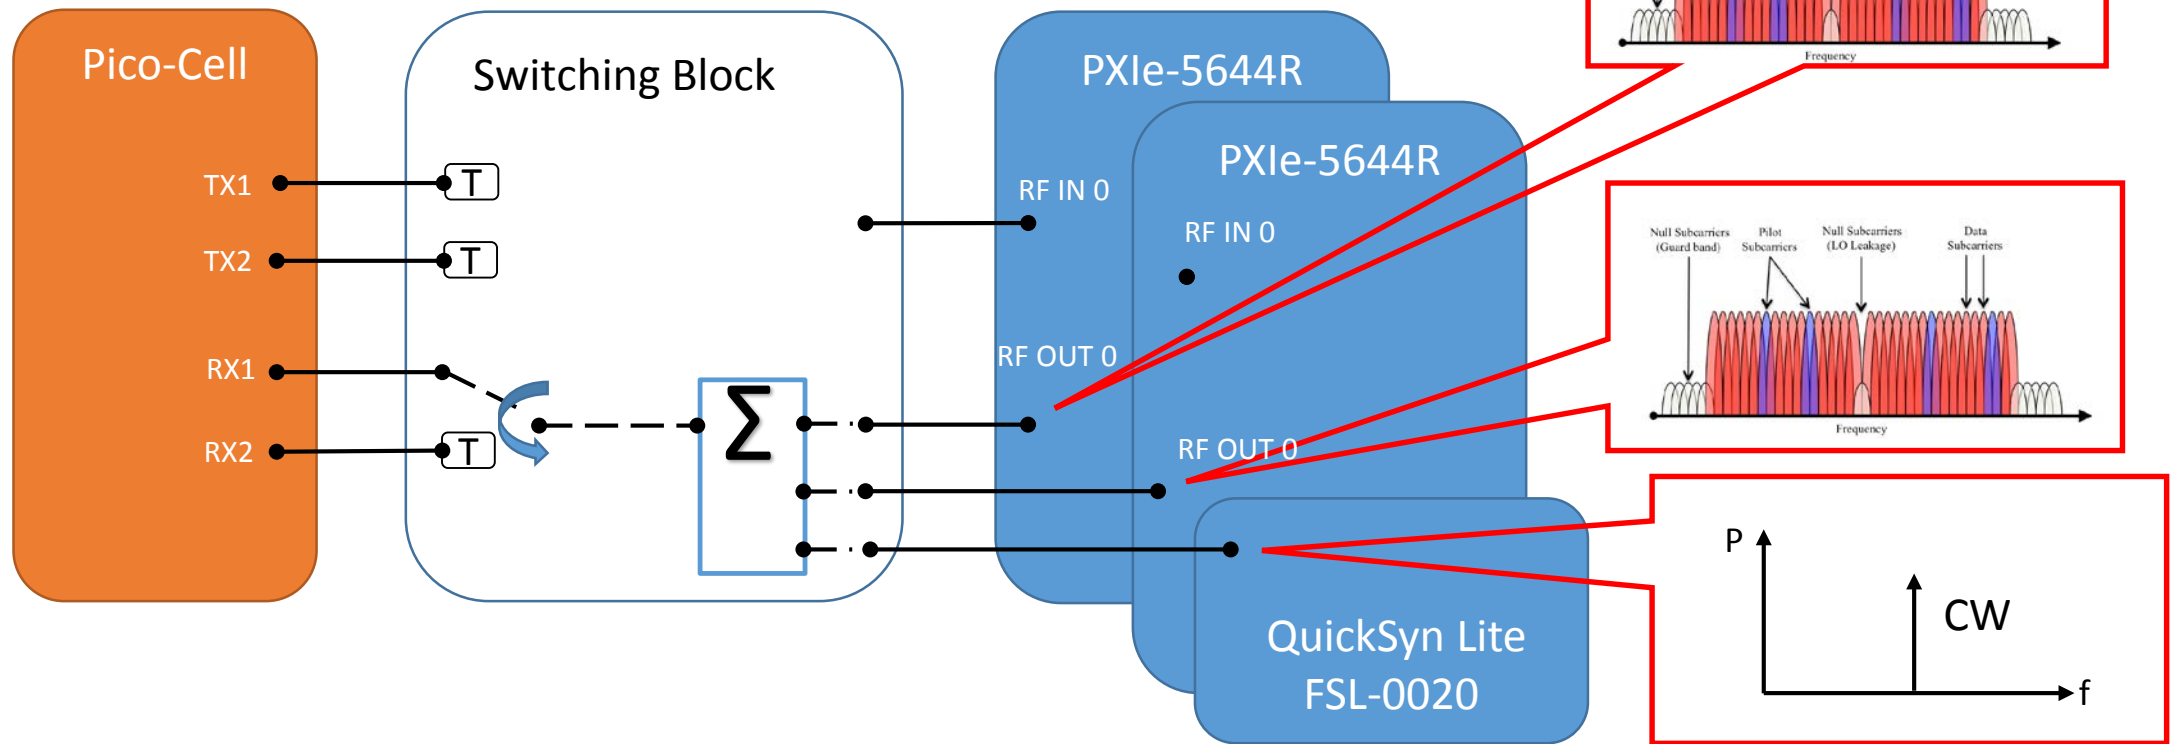 Pico-Cell
TX1
TX2
RX1
RX2
Switching Block
T
T
T
Σ
PXIe-5644R
RF IN 0
RF OUT 0
PXIe-5644R
RF IN 0
RF OUT 0
QuickSyn Lite
FSL-0020
Frequency
Null Subcarriers
(Guard band)
Pilot
Subcarriers
Null Subcarriers
(LO Leakage)
Data
Subcarriers
Frequency
P
CW
f